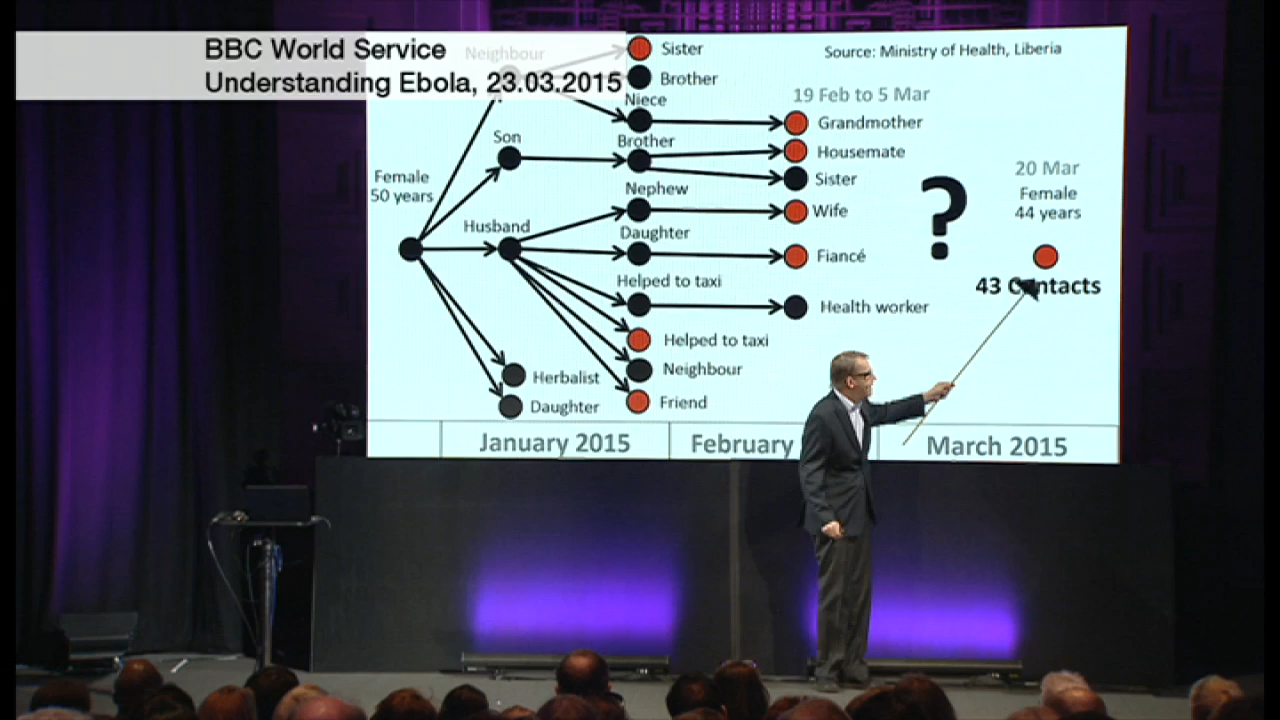 BBC World Service
Understanding Ebola, 23.03.2015
Neighbour
Sister
Brother
Niece
Source: Ministry of Health, Liberia
19 Feb to 5 Mar
Grandmother
Son
Brother
Housemate
Sister
Female
50 years
Nephew
Wife
20 Mar
Female
44 years
?
Husband
Daughter
Fiancé
Helped to taxi
Health worker
43 Contacts
Helped to taxi
Neighbour
Herbalist
Daughter
Friend
January 2015
February
March 2015